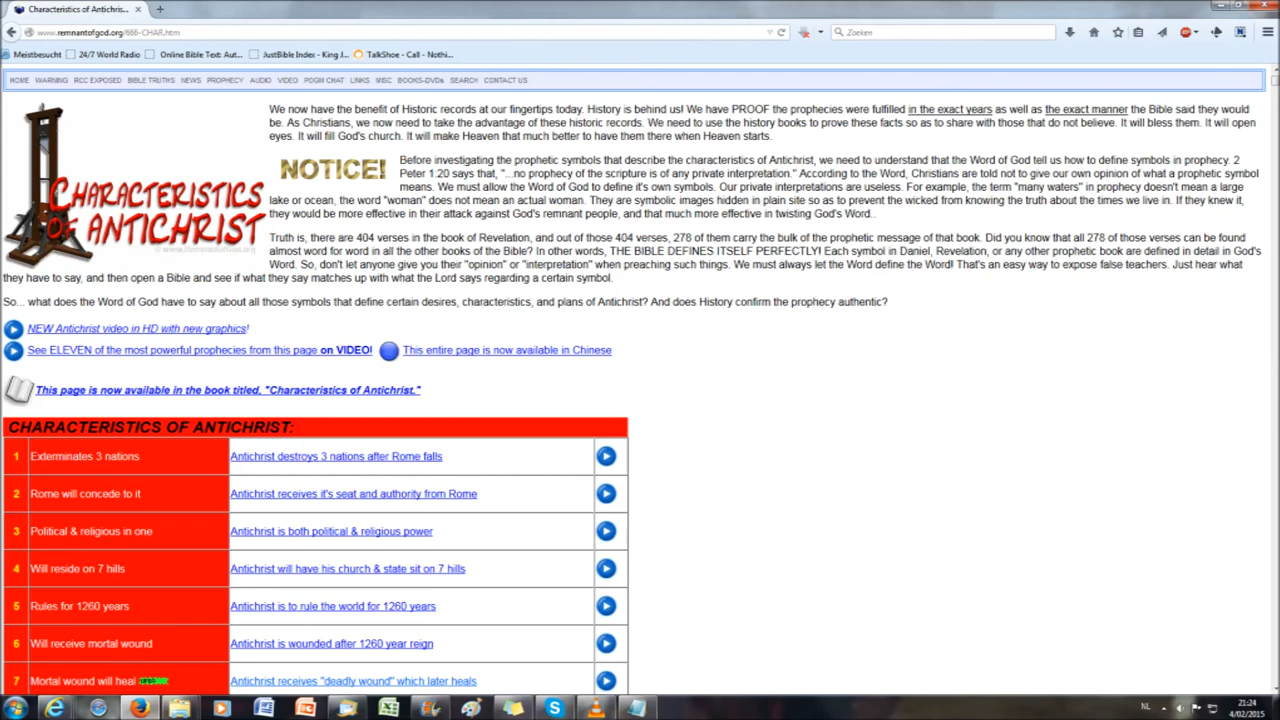 Characteristics of Antichris...
www.remnantofgod.org/666-CHAR.htm
Zoeken
Meistbesucht
24/7 World Radio
Online Bible Text: Aut...
JustBible Index - King J...
TalkShoe - Call - Nothi...
HOME WARNING RCC EXPOSED BIBLE TRUTHS NEWS PROPHECY AUDIO VIDEO PDGM CHAT LINKS MISC BOOKS-DVDs SEARCH CONTACT US
We now have the benefit of Historic records at our fingertips today. History is behind us! We have PROOF the prophecies were fulfilled in the exact years as well as the exact manner the Bible said they would
be. As Christians, we now need to take the advantage of these historic records. We need to use the history books to prove these facts so as to share with those that do not believe. It will bless them. It will open
eyes. It will fill God's church. It will make Heaven that much better to have them there when Heaven starts.
CHARACTERISTICS
OF ANTICHRIST
www.RemnantofGod.org
NOTICE!
Before investigating the prophetic symbols that describe the characteristics of Antichrist, we need to understand that the Word of God tell us how to define symbols in prophecy. 2
Peter 1:20 says that, "...no prophecy of the scripture is of any private interpretation." According to the Word, Christians are told not to give our own opinion of what a prophetic symbol
means. We must allow the Word of God to define it's own symbols. Our private interpretations are useless. For example, the term "many waters" in prophecy doesn't mean a large
lake or ocean, the word "woman" does not mean an actual woman. They are symbolic images hidden in plain site so as to prevent the wicked from knowing the truth about the times we live in. If they knew it,
they would be more effective in their attack against God's remnant people, and that much more effective in twisting God's Word..
Truth is, there are 404 verses in the book of Revelation, and out of those 404 verses, 278 of them carry the bulk of the prophetic message of that book. Did you know that all 278 of those verses can be found
almost word for word in all the other books of the Bible? In other words, THE BIBLE DEFINES ITSELF PERFECTLY! Each symbol in Daniel, Revelation, or any other prophetic book are defined in detail in God's
Word. So, don't let anyone give you their "opinion" or "interpretation" when preaching such things. We must always let the Word define the Word! That's an easy way to expose false teachers. Just hear what
they have to say, and then open a Bible and see if what they say matches up with what the Lord says regarding a certain symbol.
So... what does the Word of God have to say about all those symbols that define certain desires, characteristics, and plans of Antichrist? And does History confirm the prophecy authentic?
NEW Antichrist video in HD with new graphics!
See ELEVEN of the most powerful prophecies from this page on VIDEO! This entire page is now available in Chinese
This page is now available in the book titled, "Characteristics of Antichrist."
CHARACTERISTICS OF ANTICHRIST:
1 Exterminates 3 nations Antichrist destroys 3 nations after Rome falls
2 Rome will concede to it Antichrist receives it's seat and authority from Rome
3 Political & religious in one Antichrist is both political & religious power
4 Will reside on 7 hills Antichrist will have his church & state sit on 7 hills
5 Rules for 1260 years Antichrist is to rule the world for 1260 years
6 Will receive mortal wound Antichrist is wounded after 1260 year reign
7 Mortal wound will heal Antichrist receives "deadly wound" which later heals
NL
21:24
4/02/2015